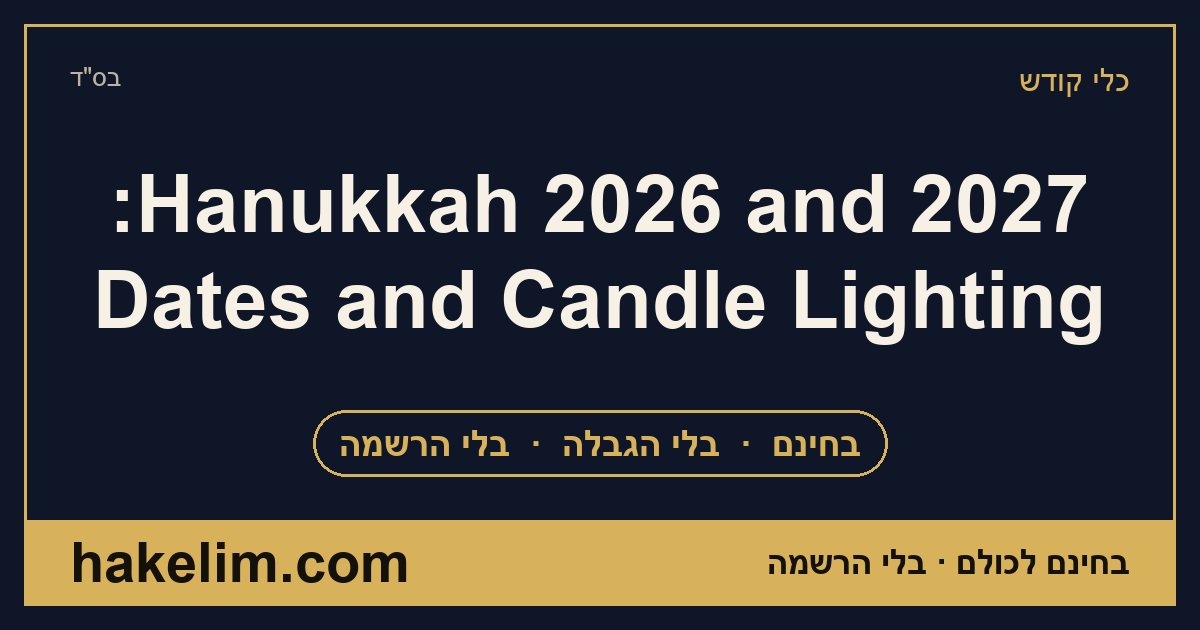 כלי קודש
בס"ד
:Hanukkah 2026 and 2027
Dates and Candle Lighting
בחינם · בלי הגבלה · בלי הרשמה
hakelim.com
בחינם לכולם · בלי הרשמה